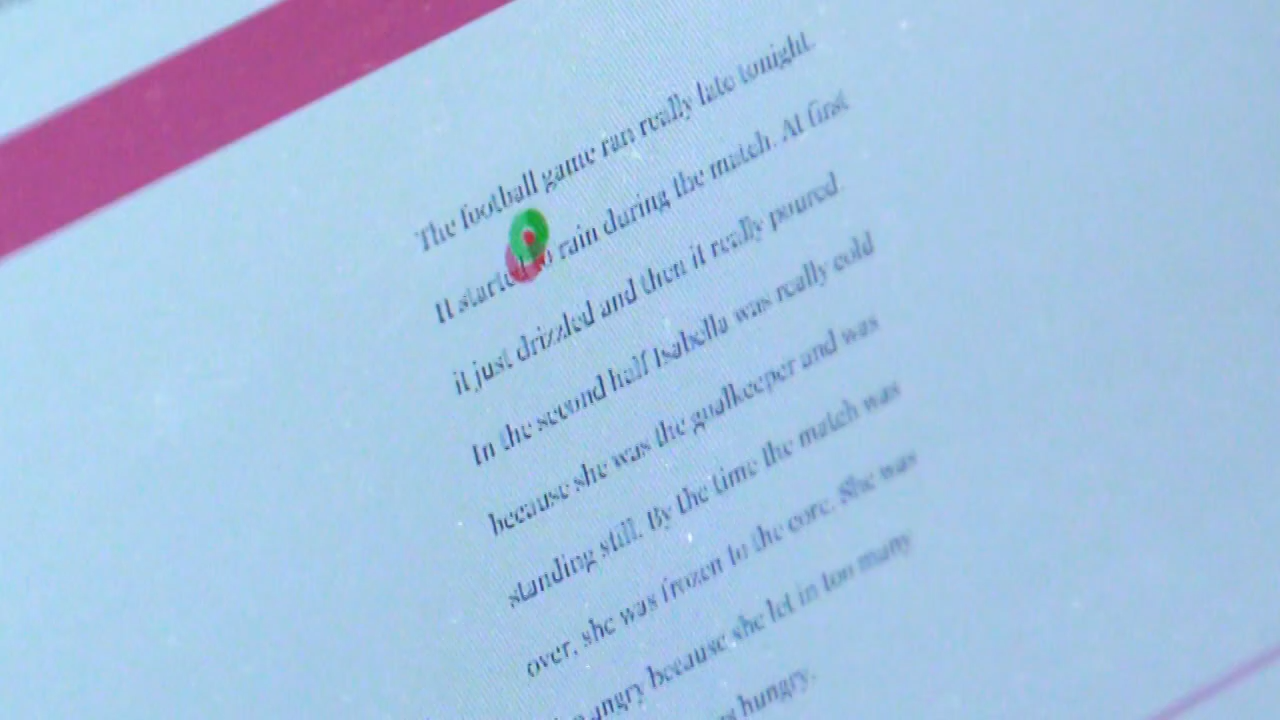 The football game ran really late tonight.
It started to rain during the match. At first
it just drizzled and then it really poured.
In the second half Isabella was really cold
because she was the goalkeeper and was
standing still. By the time the match was
over, she was frozen to the core. She was
angry because she let in too many
hungry.